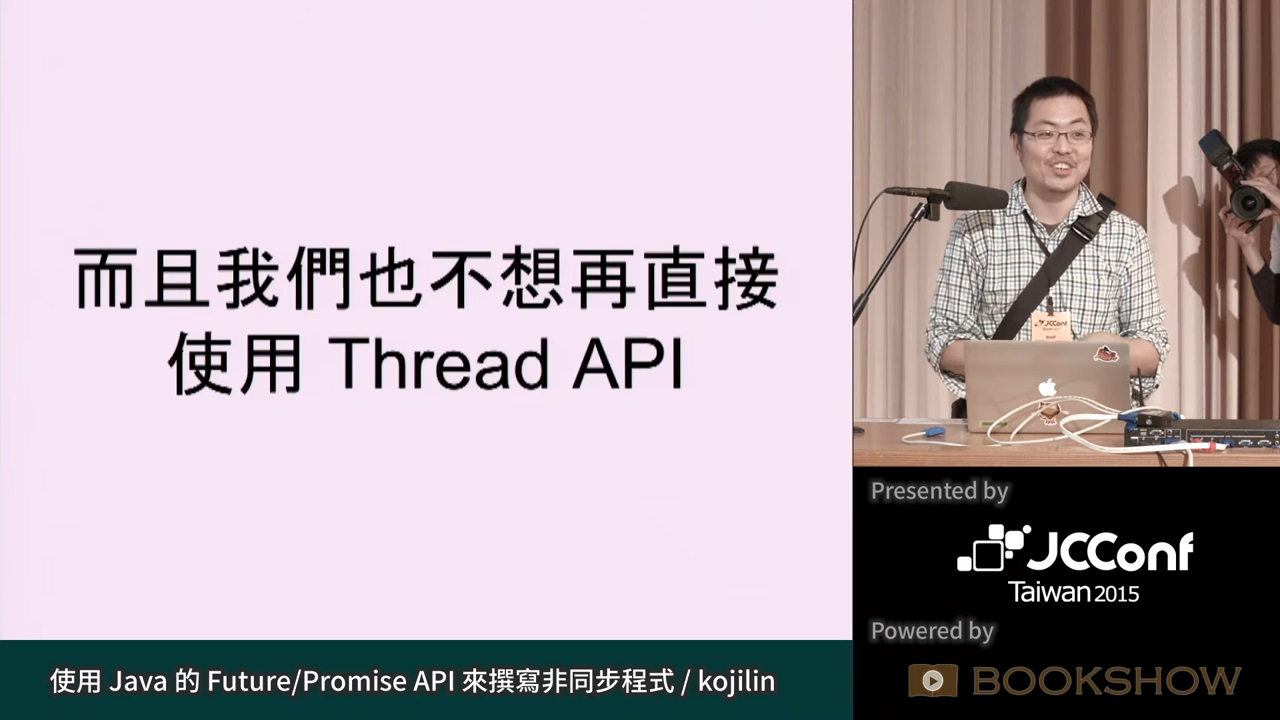 而且我們也不想再直接
使用 Thread API
JCConf
Presented by
JCConf
Taiwan 2015
Powered by
BOOKSHOW
使用 Java 的 Future/Promise API 來撰寫非同步程式 / kojilin